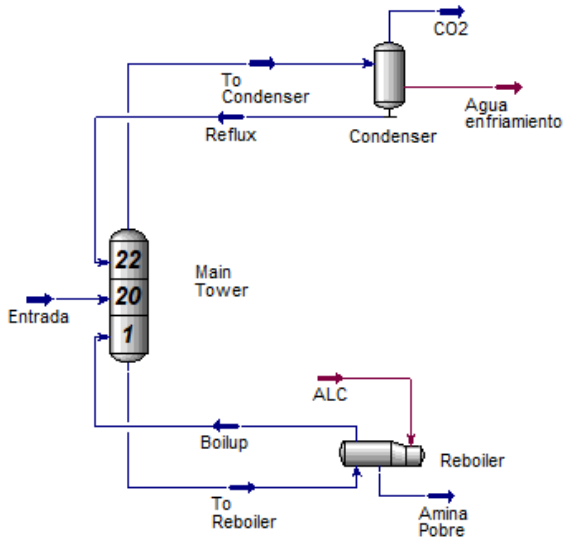 CO2
To
Condenser
Agua
enfriamiento
Reflux
Condenser
22
Main
Tower
20
Entrada
1
ALC
Boilup
Reboiler
To
Reboiler
Amina
Pobre